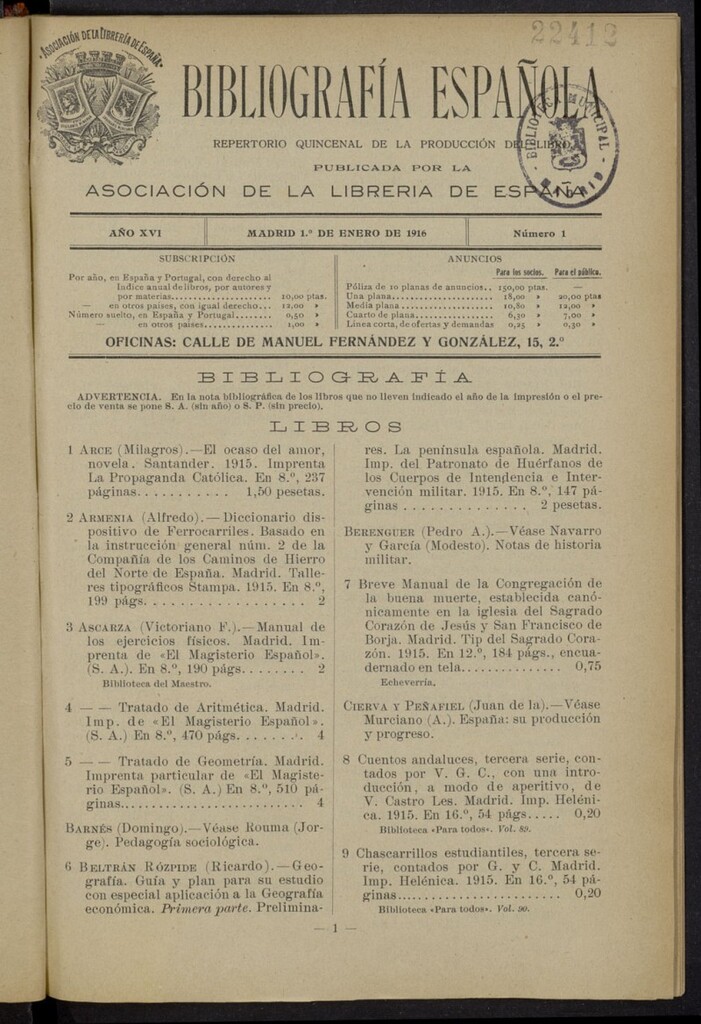 22412
ASOCIACIÓN DE LA LIBRERÍA DE ESPAÑA
BIBLIOGRAFÍA ESPAÑOLA
REPERTORIO QUINCENAL DE LA PRODUCCIÓN DEL LIBRO,
PUBLICADA POR LA
ASOCIACIÓN DE LA LIBRERIA DE ESPAÑA
BIBLIOTECA MUNICIPAL
MADRID
AÑO XVI
MADRID 1.º DE ENERO DE 1916
Número 1
SUBSCRIPCIÓN
Por año, en España y Portugal, con derecho al
Indice anual de libros, por autores y
por materias..................... 10,00 ptas.
— en otros países, con igual derecho... 12,00 »
Número suelto, en España y Portugal........ 0,50 »
— en otros países................ 1,00 »
ANUNCIOS
Para los socios. Para el público.
Póliza de 10 planas de anuncios.. 150,00 ptas. —
Una plana...................... 18,00 » 20,00 ptas
Media plana.................... 10,80 » 12,00 »
Cuarto de plana................ 6,30 » 7,00 »
Línea corta, de ofertas y demandas 0,25 » 0,30 »
OFICINAS: CALLE DE MANUEL FERNÁNDEZ Y GONZÁLEZ, 15, 2.º
BIBLIOGRAFÍA
ADVERTENCIA. En la nota bibliográfica de los libros que no lleven indicado el año de la impresión o el pre-
cio de venta se pone S. A. (sin año) o S. P. (sin precio).
LIBROS
1 ARCE (Milagros).—El ocaso del amor,
novela. Santander. 1915. Imprenta
La Propaganda Católica. En 8.º, 237
páginas........... 1,50 pesetas.
2 ARMENIA (Alfredo).—Diccionario dis-
positivo de Ferrocarriles. Basado en
la instrucción general núm. 2 de la
Compañía de los Caminos de Hierro
del Norte de España. Madrid. Talle-
res tipográficos Stampa. 1915. En 8.º,
199 págs.................. 2
3 ASCARZA (Victoriano F.).—Manual de
los ejercicios físicos. Madrid. Im-
prenta de «El Magisterio Español».
(S. A.). En 8.º, 190 págs........ 2
Biblioteca del Maestro.
4 — — Tratado de Aritmética. Madrid.
Imp. de «El Magisterio Español».
(S. A.) En 8.º, 470 págs........ 4
5 — — Tratado de Geometría. Madrid.
Imprenta particular de «El Magiste-
rio Español». (S. A.) En 8.º, 510 pá-
ginas..................... 4
BARNÉS (Domingo).—Véase Rouma (Jor-
ge). Pedagogía sociológica.
6 BELTRÁN RÓZPIDE (Ricardo).—Geo-
grafía. Guía y plan para su estudio
con especial aplicación a la Geografía
económica. Primera parte. Prelimina-
res. La península española. Madrid.
Imp. del Patronato de Huérfanos de
los Cuerpos de Intendencia e Inter-
vención militar. 1915. En 8.º, 147 pá-
ginas .............. 2 pesetas.
BERENGUER (Pedro A.).—Véase Navarro
y García (Modesto). Notas de historia
militar.
7 Breve Manual de la Congregación de
la buena muerte, establecida canó-
nicamente en la iglesia del Sagrado
Corazón de Jesús y San Francisco de
Borja. Madrid. Tip del Sagrado Cora-
zón. 1915. En 12.º, 184 págs., encua-
dernado en tela.............. 0,75
Echeverría.
CIERVA Y PEÑAFIEL (Juan de la).—Véase
Murciano (A.). España: su producción
y progreso.
8 Cuentos andaluces, tercera serie, con-
tados por V. G. C., con una intro-
ducción, a modo de aperitivo, de
V. Castro Les. Madrid. Imp. Heléni-
ca. 1915. En 16.º, 54 págs..... 0,20
Biblioteca «Para todos». Vol. 89.
9 Chascarrillos estudiantiles, tercera se-
rie, contados por G. y C. Madrid.
Imp. Helénica. 1915. En 16.º, 54 pá-
ginas...................... 0,20
Biblioteca «Para todos». Vol. 90.
— 1 —